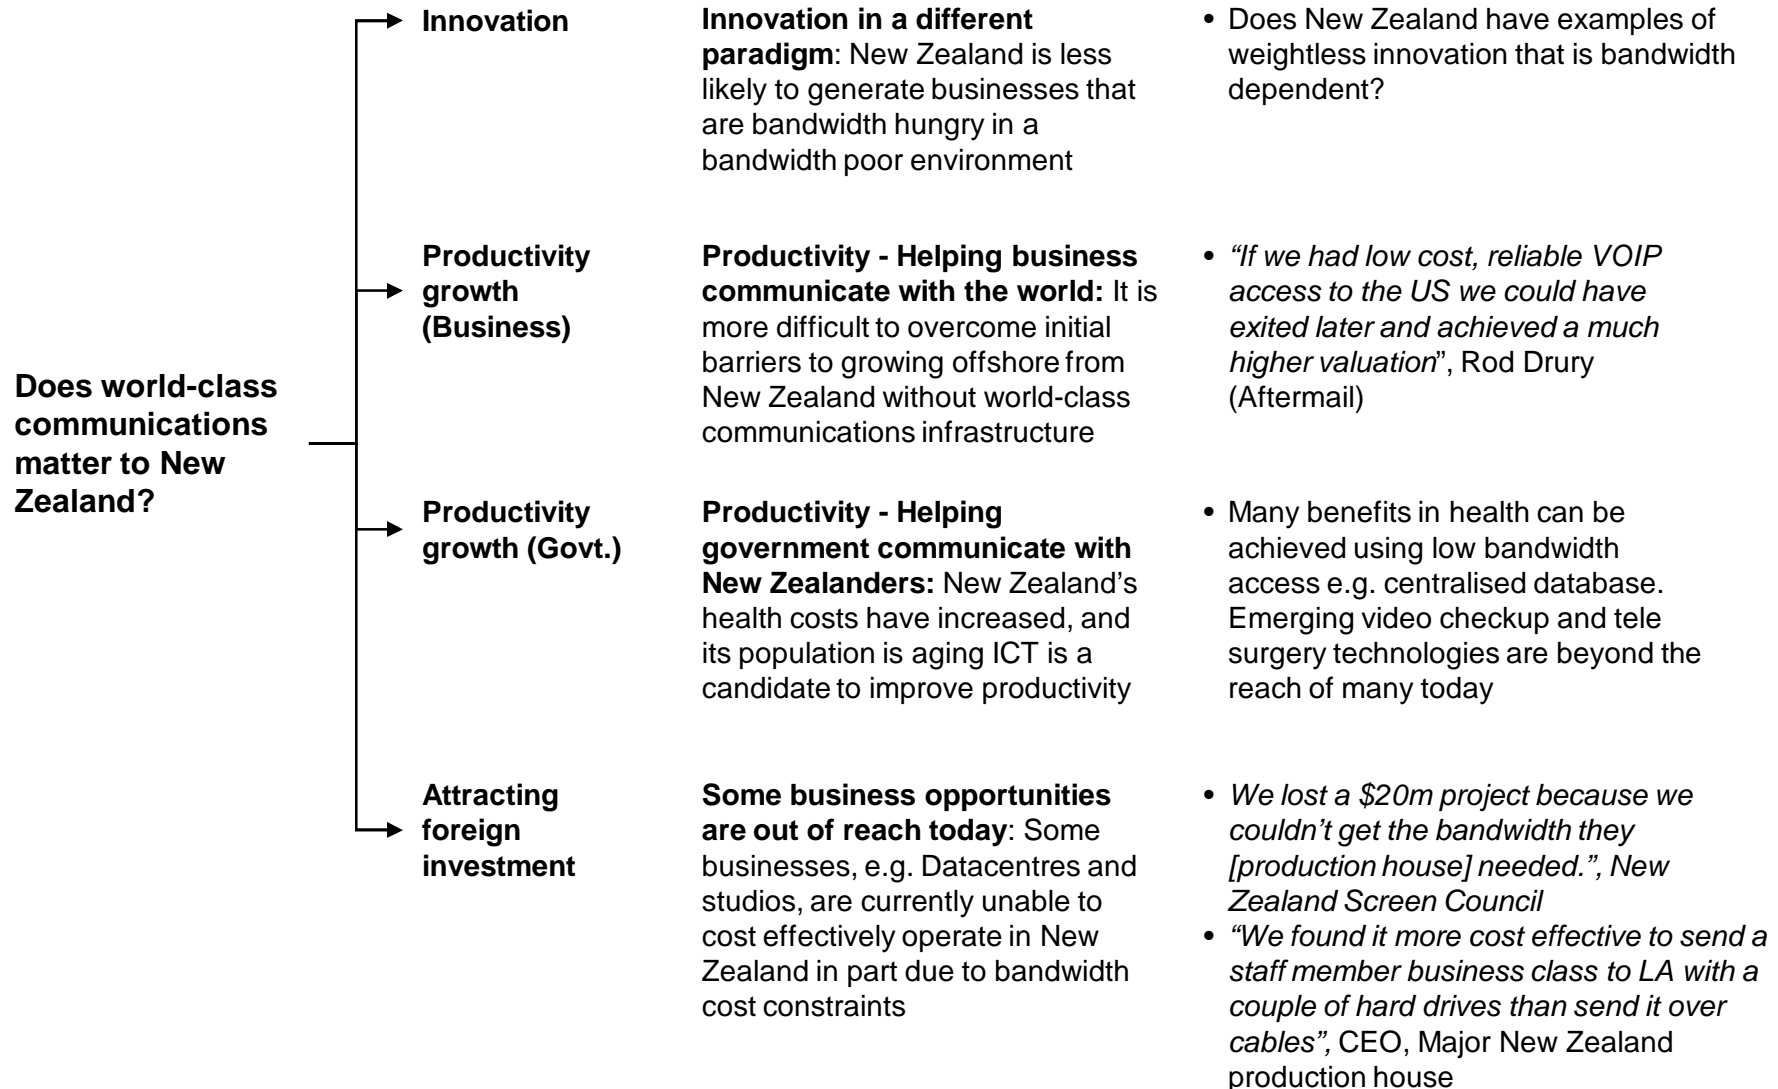 Does world-class
communications
matter to New
Zealand?
Innovation
Innovation in a different
paradigm: New Zealand is less
likely to generate businesses that
are bandwidth hungry in a
bandwidth poor environment
• Does New Zealand have examples of
weightless innovation that is bandwidth
dependent?
Productivity
growth
(Business)
Productivity - Helping business
communicate with the world: It is
more difficult to overcome initial
barriers to growing offshore from
New Zealand without world-class
communications infrastructure
• “If we had low cost, reliable VOIP
access to the US we could have
exited later and achieved a much
higher valuation”, Rod Drury
(Aftermail)
Productivity
growth (Govt.)
Productivity - Helping
government communicate with
New Zealanders: New Zealand’s
health costs have increased, and
its population is aging ICT is a
candidate to improve productivity
• Many benefits in health can be
achieved using low bandwidth
access e.g. centralised database.
Emerging video checkup and tele
surgery technologies are beyond the
reach of many today
Attracting
foreign
investment
Some business opportunities
are out of reach today: Some
businesses, e.g. Datacentres and
studios, are currently unable to
cost effectively operate in New
Zealand in part due to bandwidth
cost constraints
• We lost a $20m project because we
couldn’t get the bandwidth they
[production house] needed.”, New
Zealand Screen Council
• “We found it more cost effective to send a
staff member business class to LA with a
couple of hard drives than send it over
cables”, CEO, Major New Zealand
production house